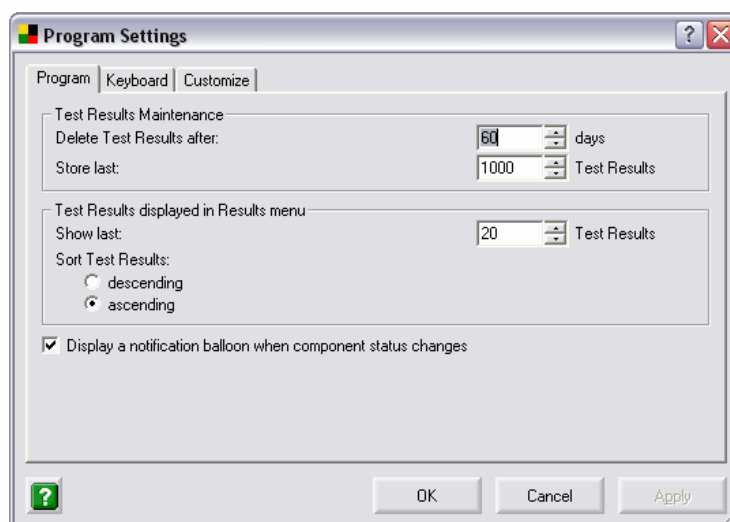 Program Settings
?
Program Keyboard Customize
Test Results Maintenance
Delete Test Results after: 60 days
Store last: 1000 Test Results
Test Results displayed in Results menu
Show last: 20 Test Results
Sort Test Results:
descending
ascending
Display a notification balloon when component status changes
? OK Cancel Apply